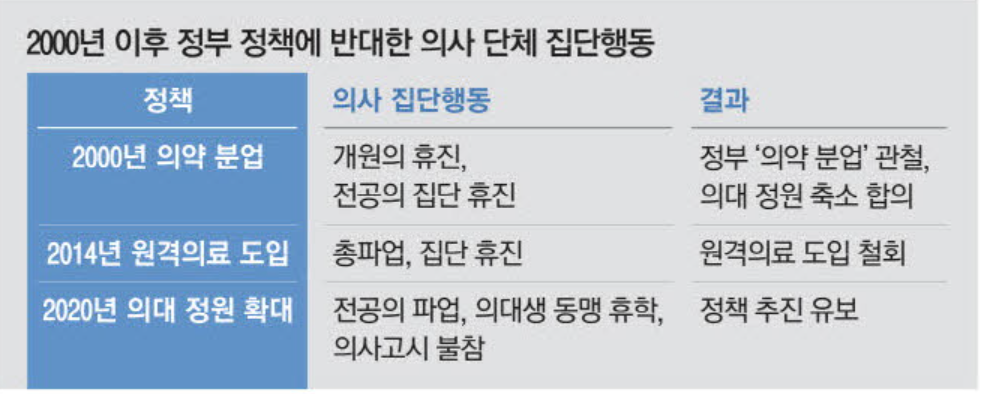 2000년 이후 정부 정책에 반대한 의사 단체 집단행동
정책 의사 집단행동 결과
2000년 의약 분업 개원의 휴진, 정부 ‘의약 분업’ 관철,
전공의 집단 휴진 의대 정원 축소 합의
2014년 원격의료 도입 총파업, 집단 휴진 원격의료 도입 철회
2020년 의대 정원 확대 전공의 파업, 의대생 동맹 휴학, 정책 추진 유보
의사고시 불참